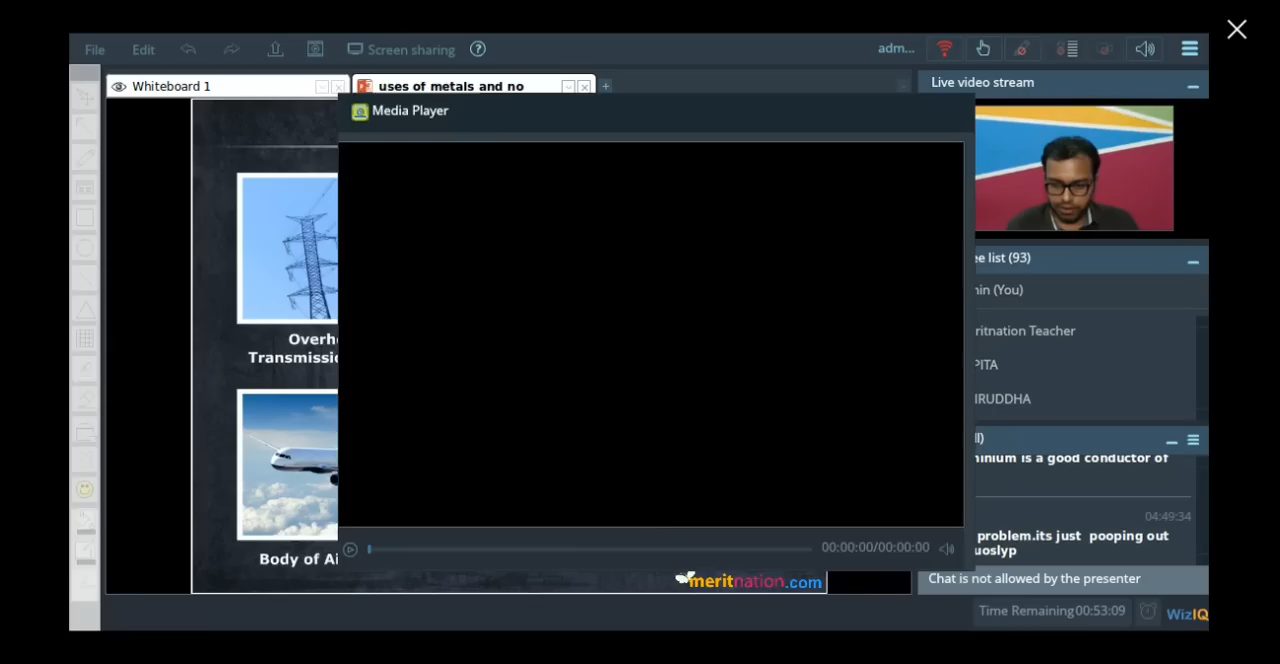 File Edit Screen sharing ? adm...
Whiteboard 1
uses of metals and no
+
Live video stream
Media Player
ee list (93)
nin (You)
ritnation Teacher
PITA
IRUDDHA
Overh
Transmissi
ll)
ninium is a good conductor of
04:49:34
problem.its just pooping out
uoslyp
Body of Ai
00:00:00/00:00:00
meritnation.com
Chat is not allowed by the presenter
Time Remaining 00:53:09
WizIQ